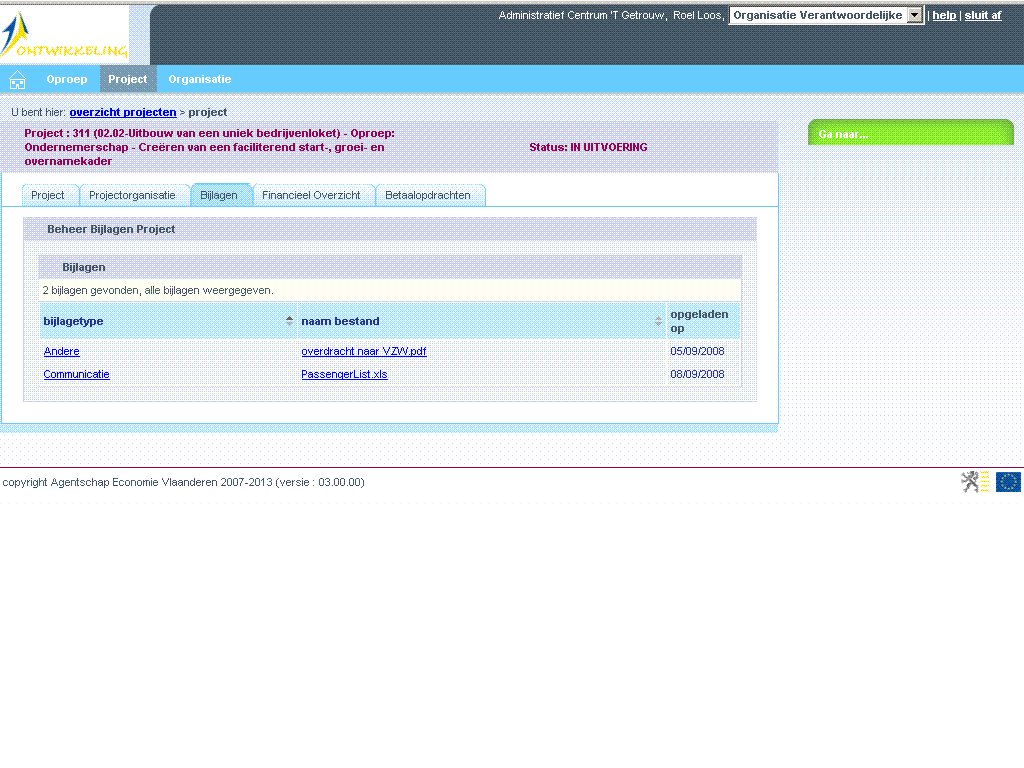 ONTWIKKELING
Administratief Centrum 'T Getrouw, Roel Loos, Organisatie Verantwoordelijke | help | sluit af
Oproep Project Organisatie
U bent hier: overzicht projecten > project
Project : 311 (02.02-Uitbouw van een uniek bedrijvenloket) - Oproep:
Ondernemerschap - Creëren van een faciliterend start-, groei- en
overnamekader
Status: IN UITVOERING
Ga naar...
Project Projectorganisatie Bijlagen Financieel Overzicht Betaalopdrachten
Beheer Bijlagen Project
Bijlagen
2 bijlagen gevonden, alle bijlagen weergegeven.
bijlagetype naam bestand opgeladen
op
Andere overdracht naar VZW.pdf 05/09/2008
Communicatie PassengerList.xls 08/09/2008
copyright Agentschap Economie Vlaanderen 2007-2013 (versie : 03.00.00)